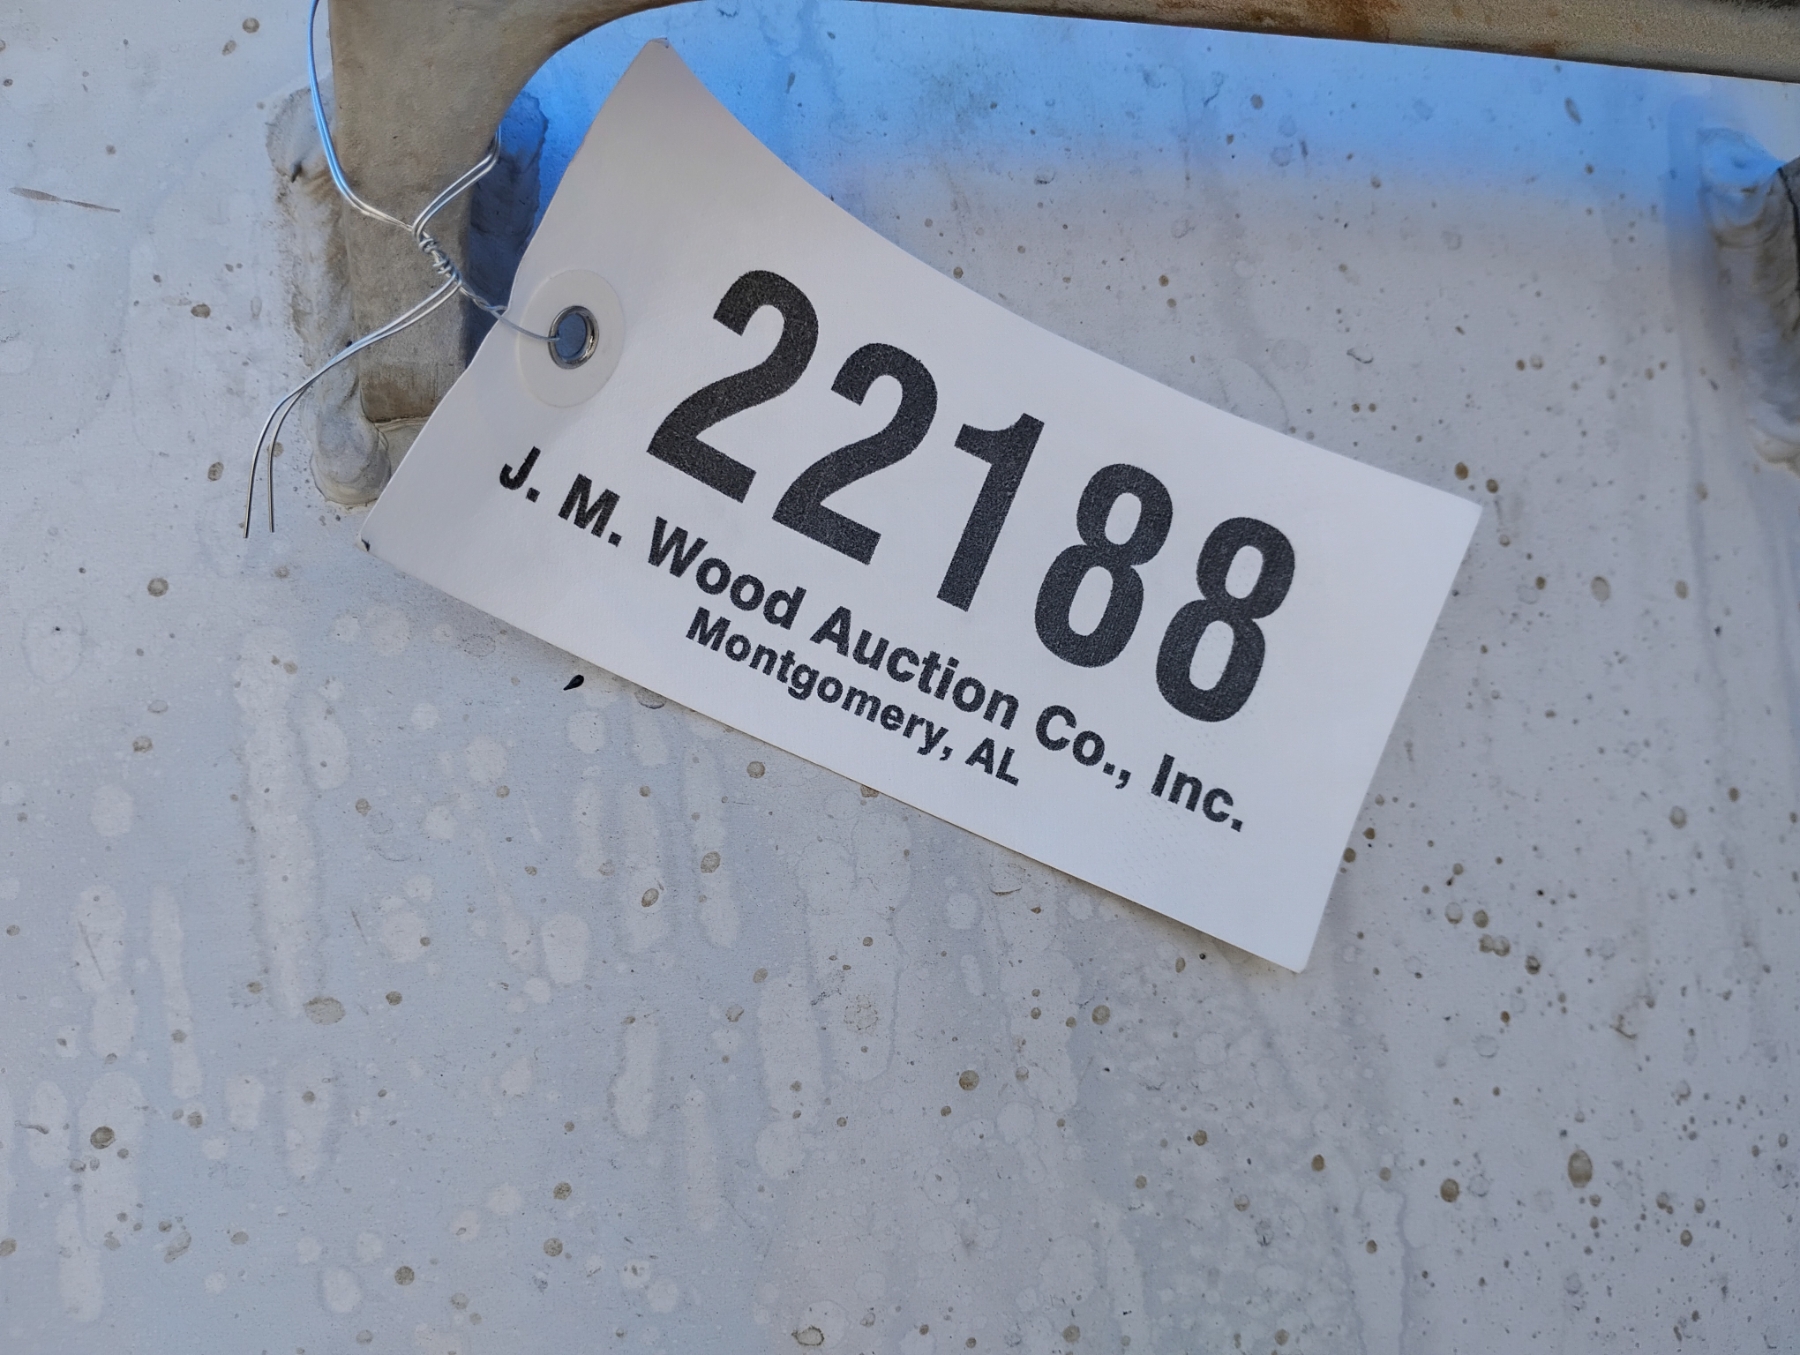 22188
J. M. Wood Auction Co., Inc.
Montgomery, AL